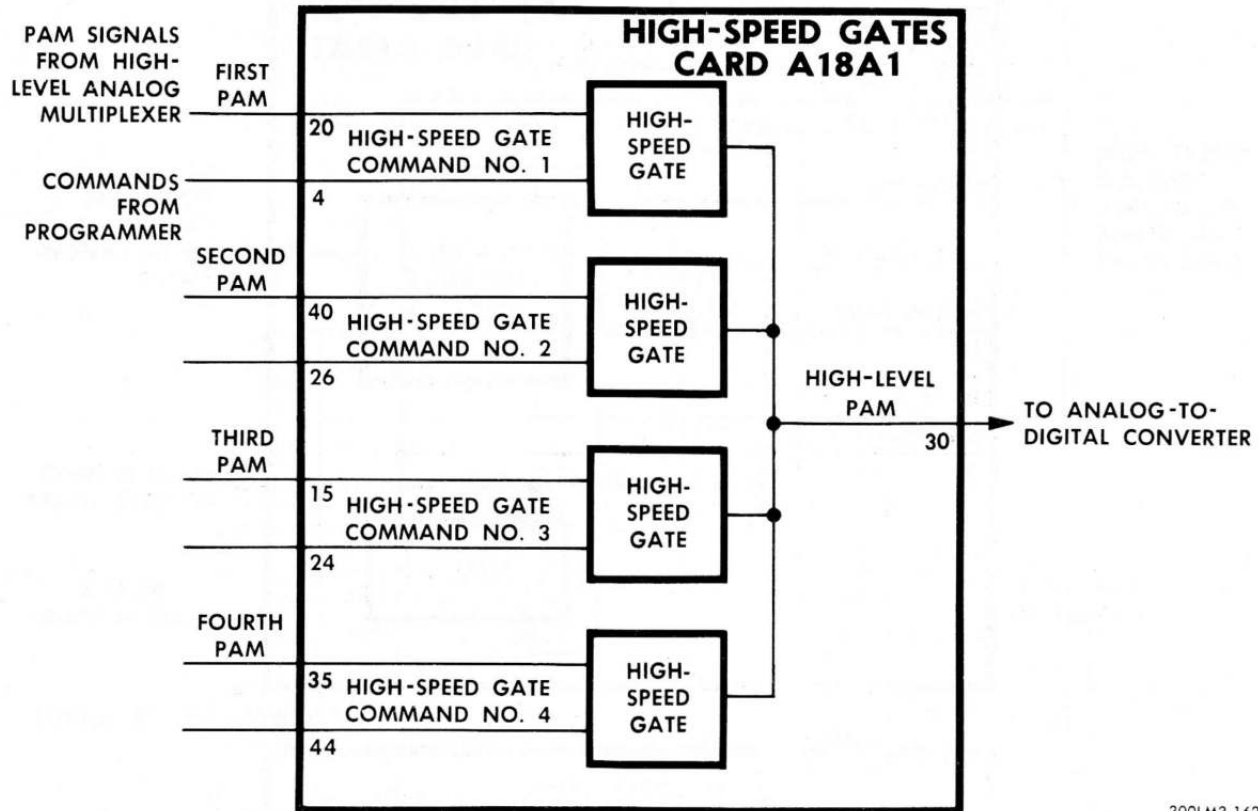 HIGH-SPEED GATES
CARD A18A1
PAM SIGNALS
FROM HIGH-
LEVEL ANALOG
MULTIPLEXER
FIRST
PAM
20
HIGH-SPEED GATE
COMMAND NO. 1
4
COMMANDS
FROM
PROGRAMMER
HIGH-
SPEED
GATE
SECOND
PAM
40
HIGH-SPEED GATE
COMMAND NO. 2
26
HIGH-
SPEED
GATE
HIGH-LEVEL
PAM
30
TO ANALOG-TO-
DIGITAL CONVERTER
THIRD
PAM
15
HIGH-SPEED GATE
COMMAND NO. 3
24
HIGH-
SPEED
GATE
FOURTH
PAM
35
HIGH-SPEED GATE
COMMAND NO. 4
44
HIGH-
SPEED
GATE